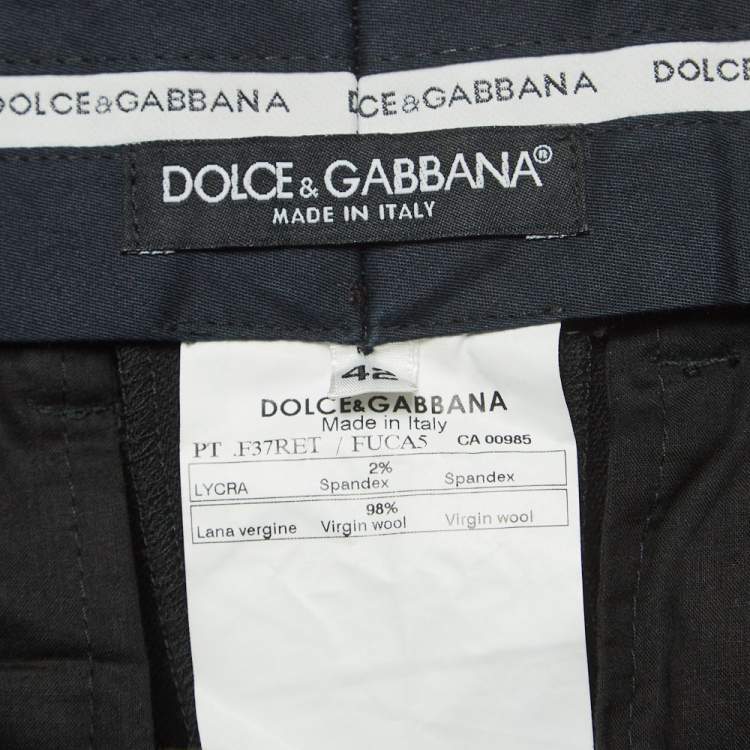 DOLCE&GABBANA DOLCE&GABBANA DOLCE
DOLCE&GABBANA®
MADE IN ITALY
42
DOLCE&GABBANA
Made in Italy
PT .F37RET / FUCA5 CA 00985
2%
LYCRA Spandex Spandex
98%
Lana vergine Virgin wool Virgin wool